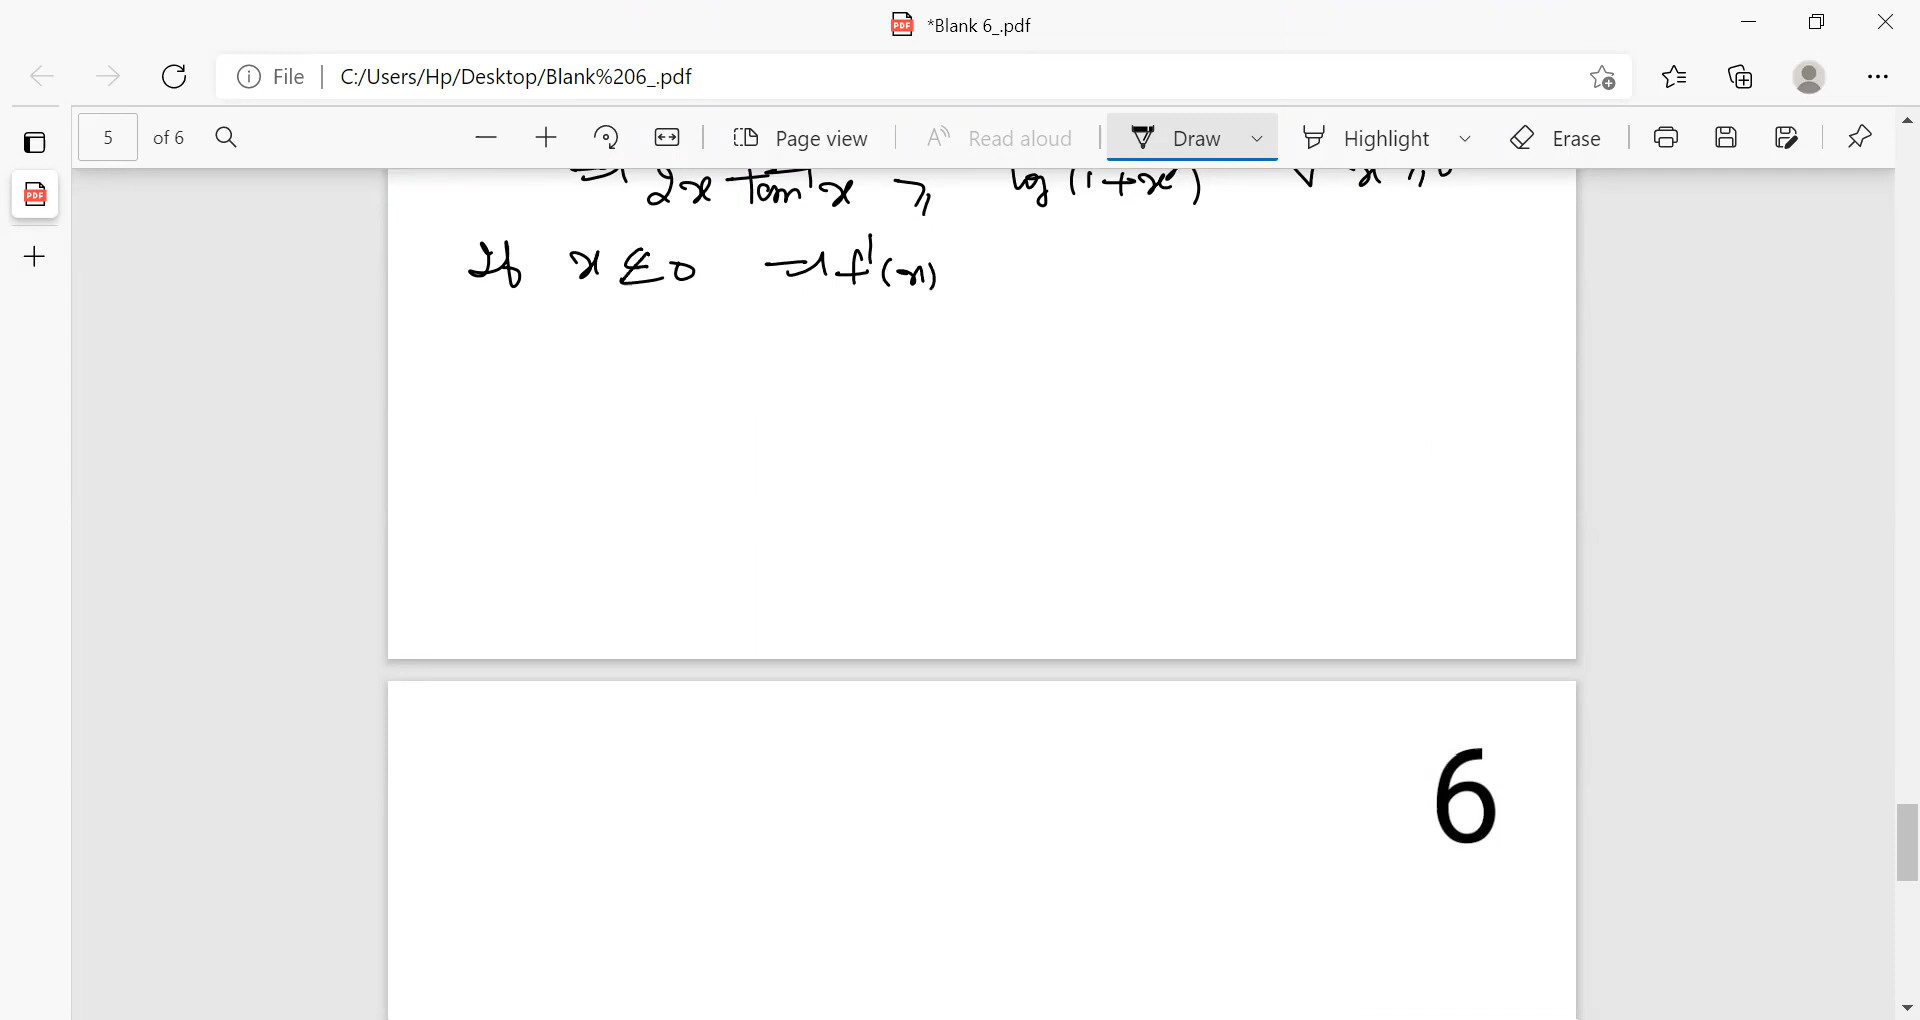 *Blank 6_.pdf
File | C:/Users/Hp/Desktop/Blank%206_.pdf
5 of 6 Page view Read aloud Draw Highlight Erase
⇒ 2x tan⁻¹x ≥ log(1+x²) ∀ x ≥ 0
If x ≤ 0 ⇒ f'(x)
6